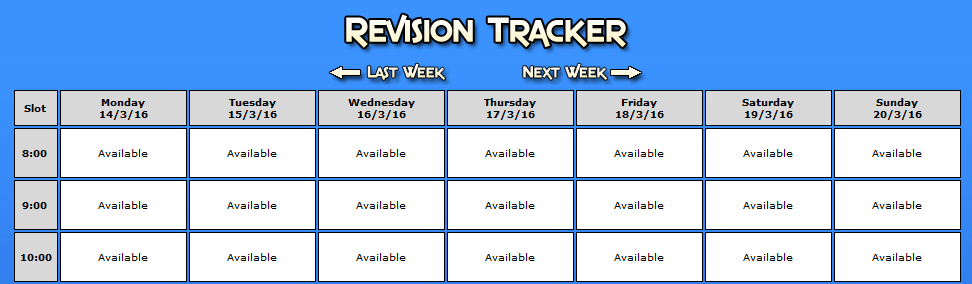 Revision Tracker
Last Week Next Week
Slot Monday 14/3/16 Tuesday 15/3/16 Wednesday 16/3/16 Thursday 17/3/16 Friday 18/3/16 Saturday 19/3/16 Sunday 20/3/16
8:00 Available Available Available Available Available Available Available
9:00 Available Available Available Available Available Available Available
10:00 Available Available Available Available Available Available Available